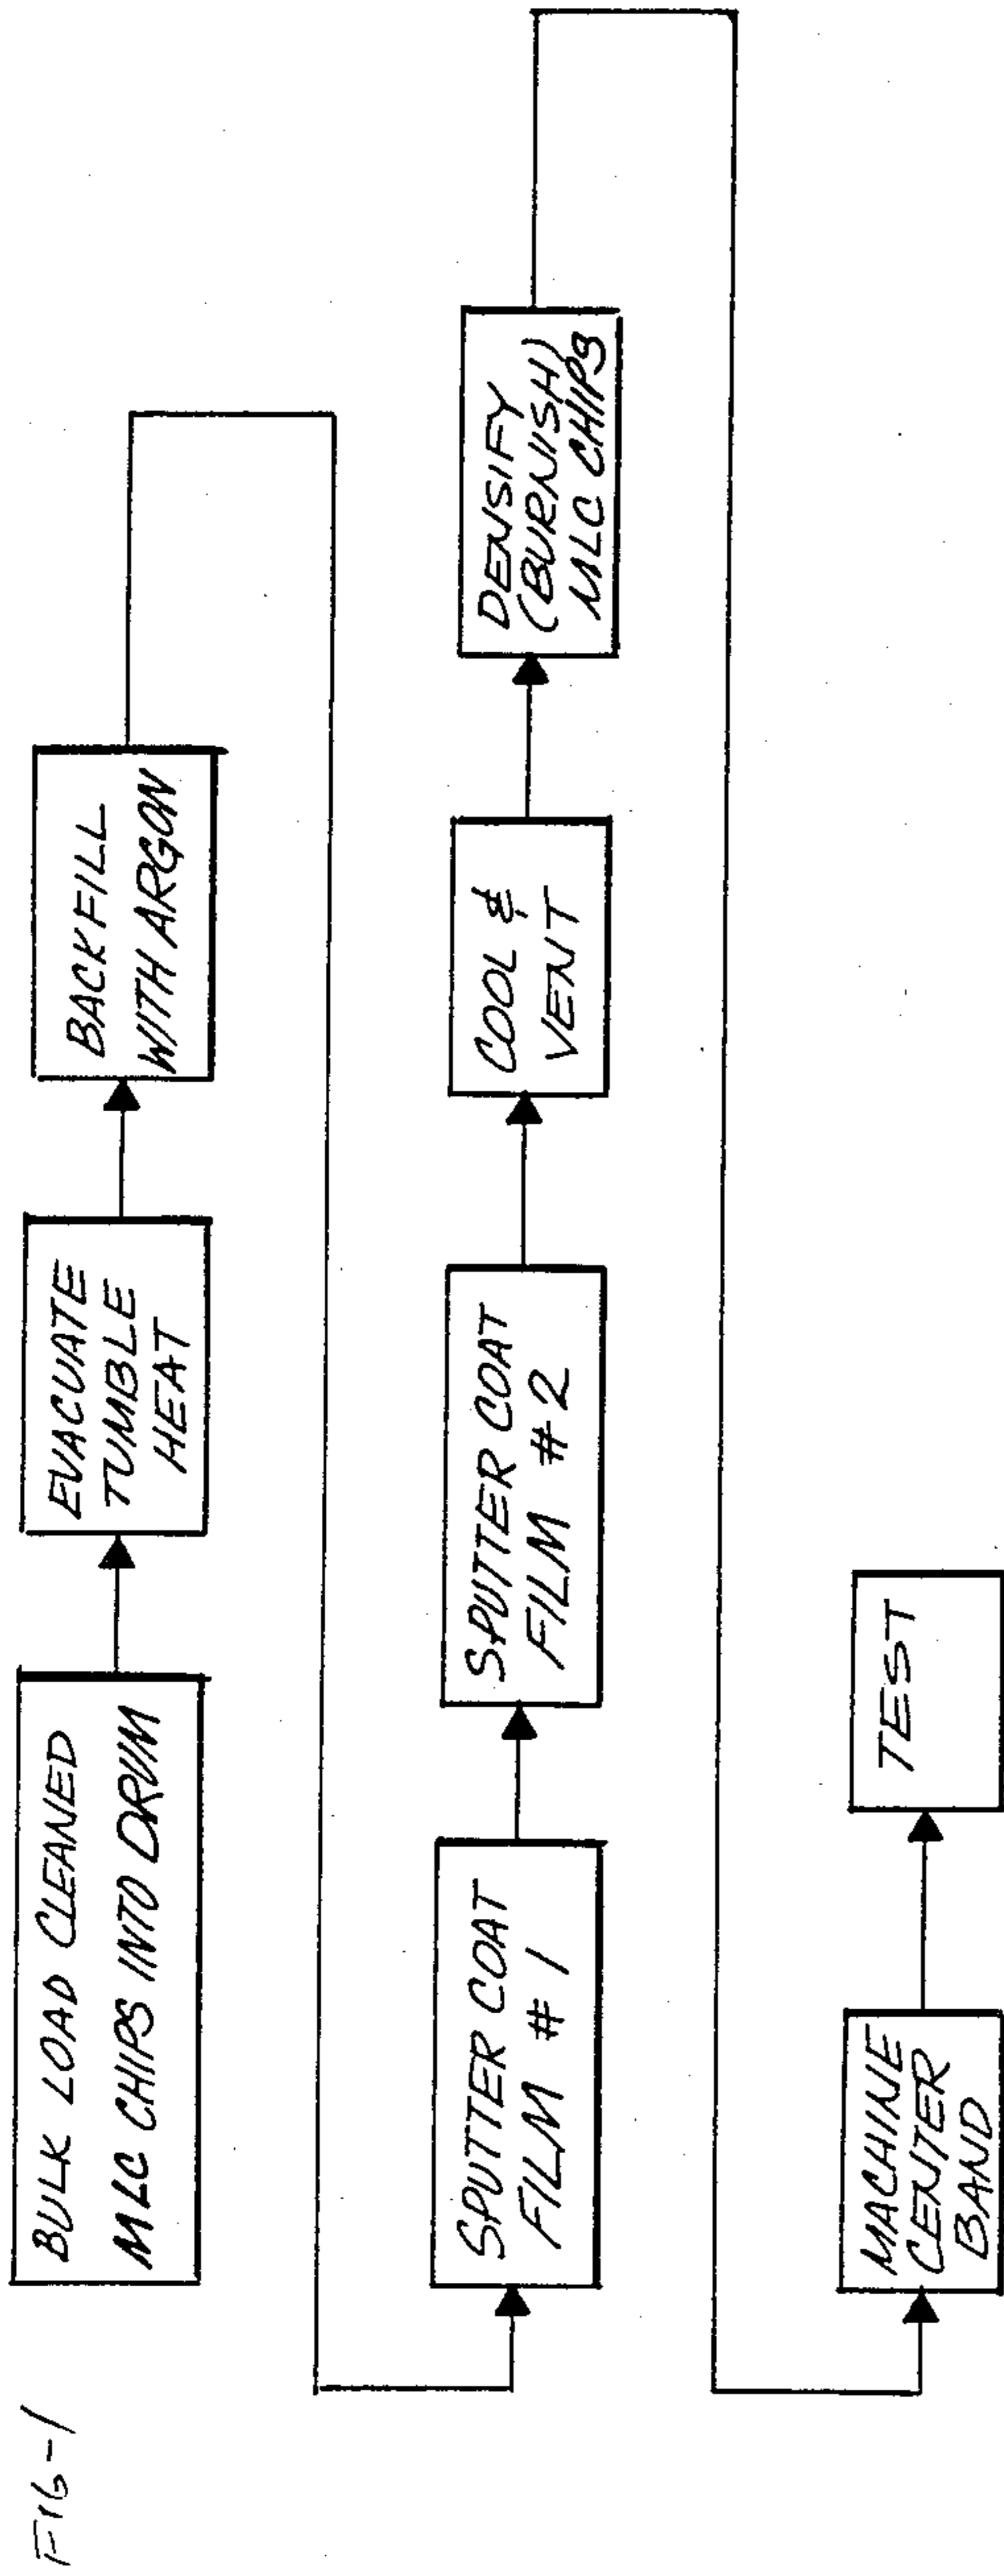 FIG-1
BULK LOAD CLEANED
MLC CHIPS INTO DRUM
EVACUATE
TUMBLE
HEAT
BACKFILL
WITH ARGON
SPUTTER COAT
FILM #1
SPUTTER COAT
FILM #2
COOL &
VENT
DENSIFY
(BURNISH)
MLC CHIPS
MACHINE
CENTER
BAND
TEST